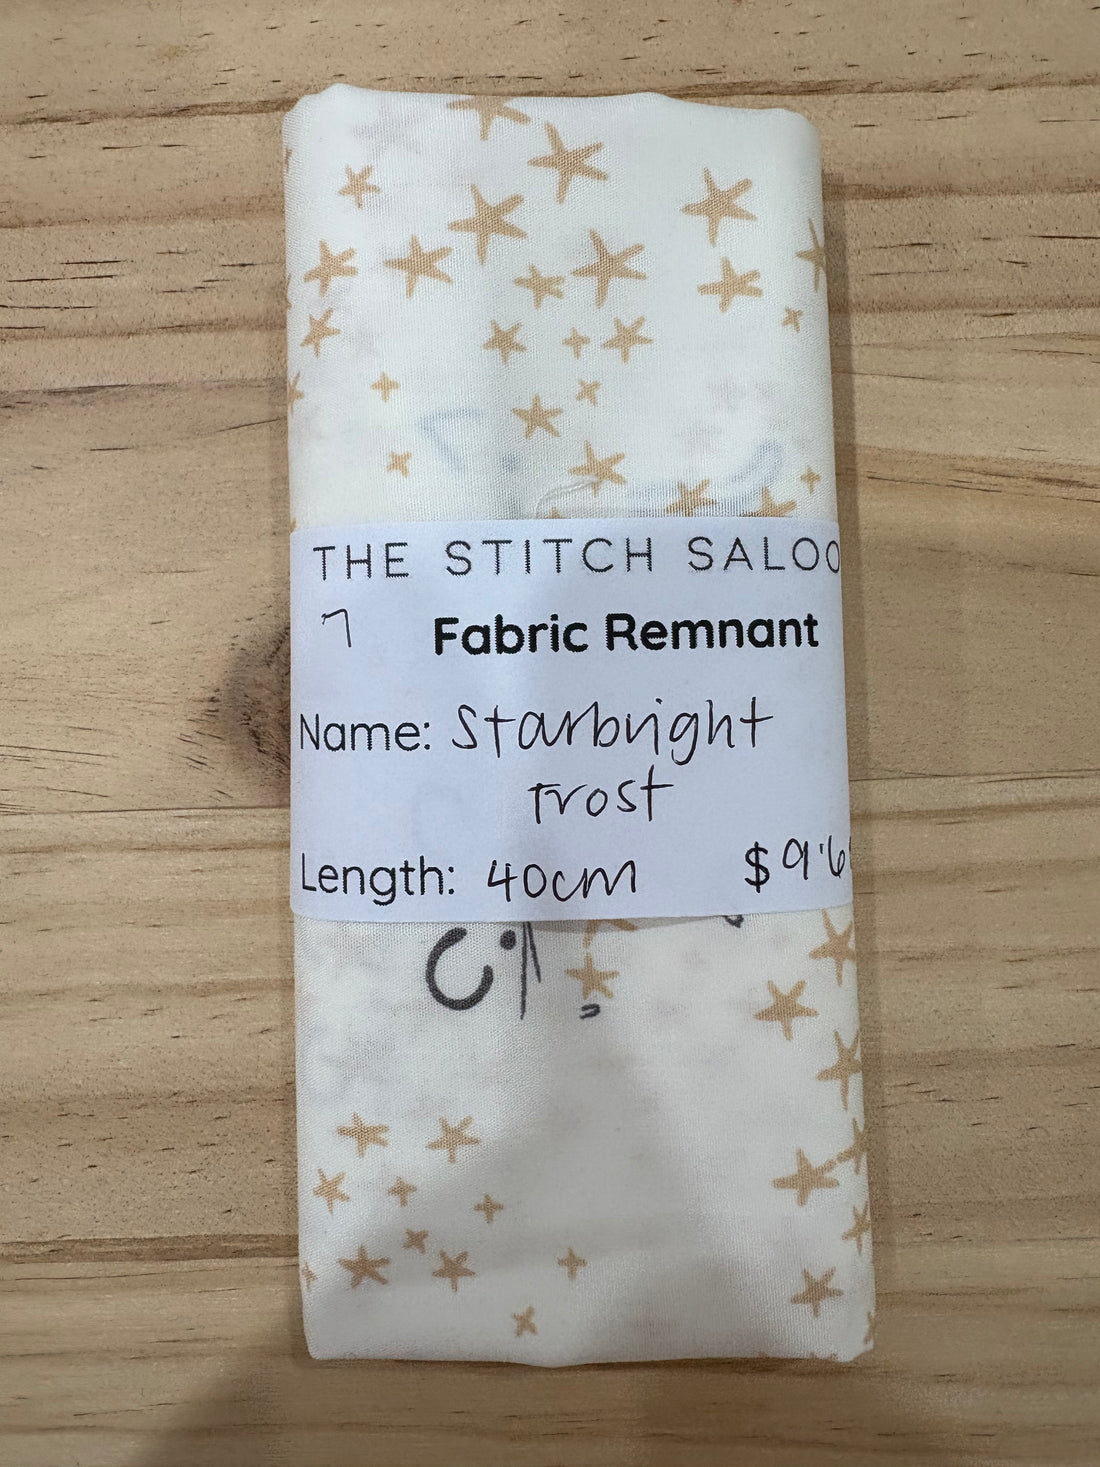 THE STITCH SALOO
7 Fabric Remnant
Name: Starbright
Frost
Length: 40cm $9.6